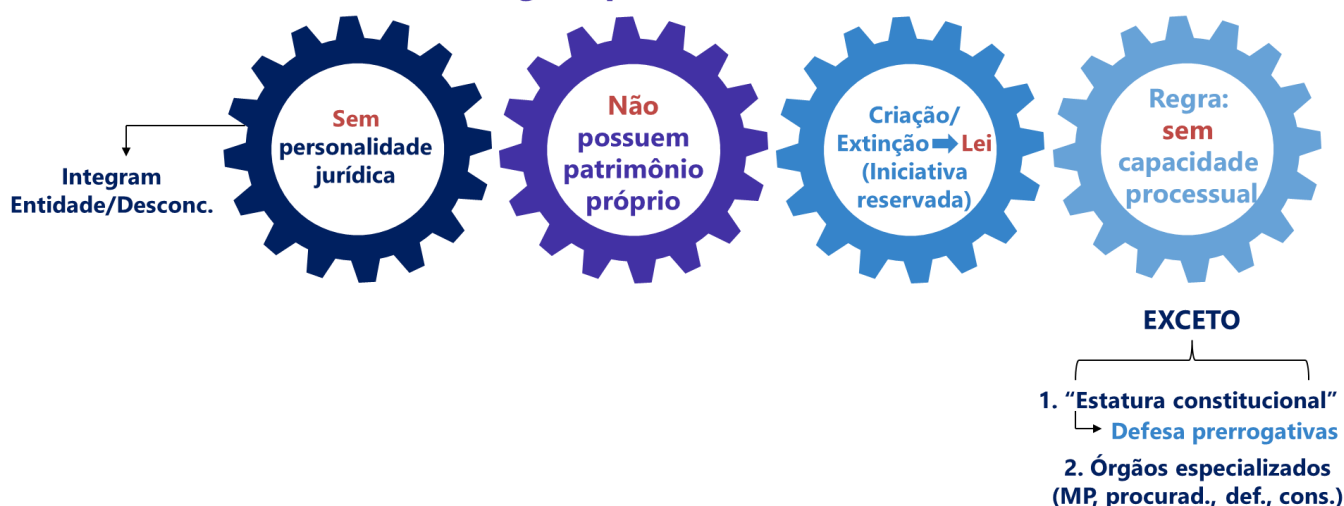 Integram
Entidade/Desconc.
Sem
personalidade
jurídica
Não
possuem
patrimônio
próprio
Criação/
Extinção Lei
(Iniciativa
reservada)
Regra:
sem
capacidade
processual
EXCETO
1. “Estatura constitucional”
Defesa prerrogativas
2. Órgãos especializados
(MP, procurad., def., cons.)